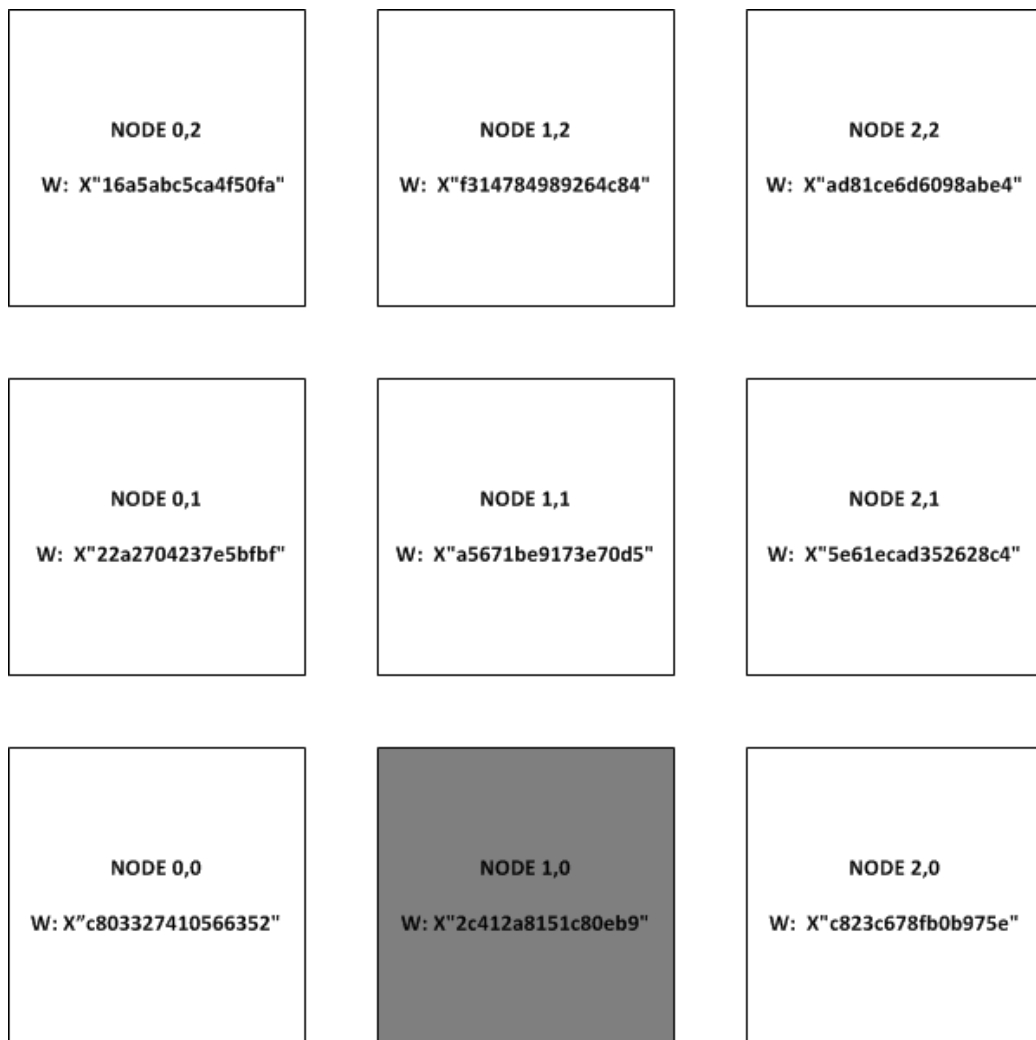 NODE 0,2
W:  X"16a5abc5ca4f50fa"
NODE 1,2
W:  X"f314784989264c84"
NODE 2,2
W:  X"ad81ce6d6098abe4"
NODE 0,1
W:  X"22a2704237e5bfbf"
NODE 1,1
W:  X"a5671be9173e70d5"
NODE 2,1
W:  X"5e61ecad352628c4"
NODE 0,0
W: X”c803327410566352"
NODE 1,0
W: X"2c412a8151c80eb9"
NODE 2,0
W:  X"c823c678fb0b975e"